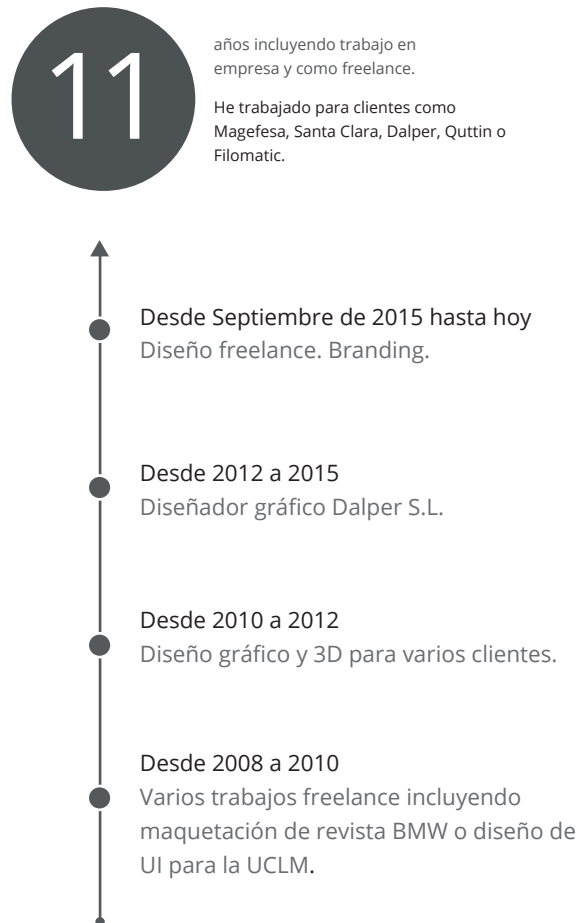 11
años incluyendo trabajo en
empresa y como freelance.
He trabajado para clientes como
Magefesa, Santa Clara, Dalper, Quttin o
Filomatic.
Desde Septiembre de 2015 hasta hoy
Diseño freelance. Branding.
Desde 2012 a 2015
Diseñador gráfico Dalper S.L.
Desde 2010 a 2012
Diseño gráfico y 3D para varios clientes.
Desde 2008 a 2010
Varios trabajos freelance incluyendo
maquetación de revista BMW o diseño de
UI para la UCLM.